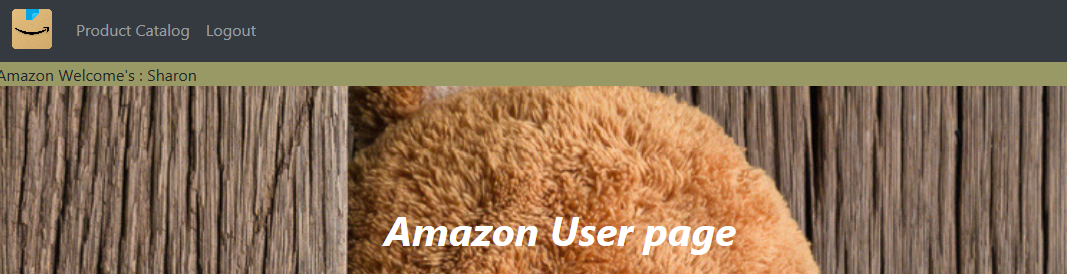 Product Catalog Logout
Amazon Welcome's : Sharon
Amazon User page